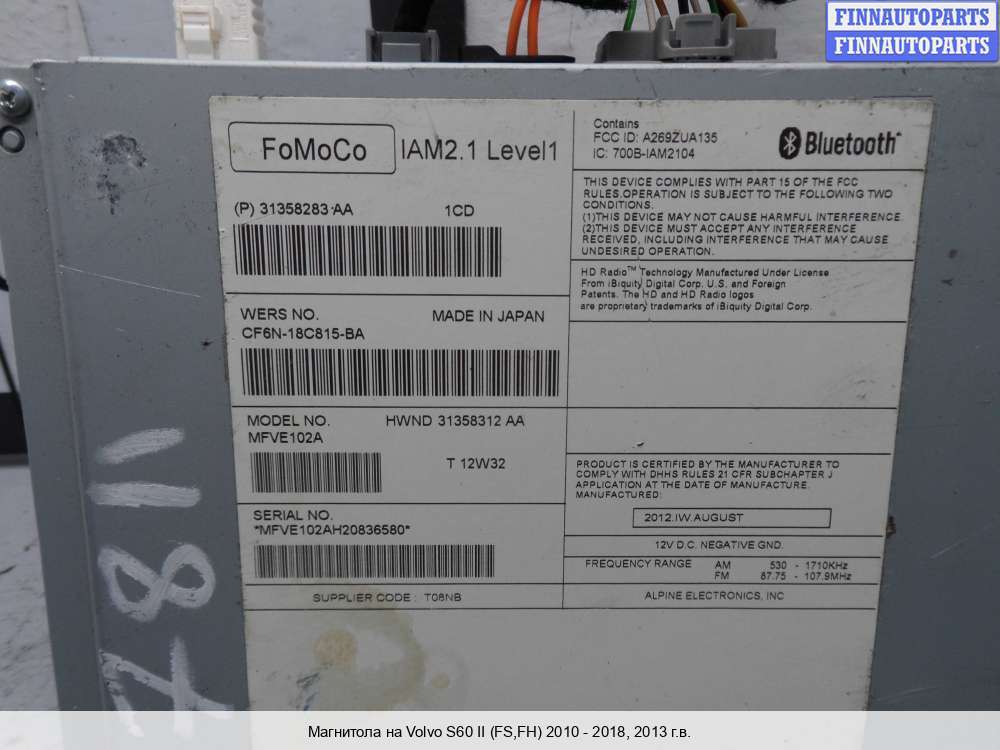 FINNAUTOPARTS
FINNAUTOPARTS
FoMoCo
IAM2.1 Level1
(P) 31358283 AA 1CD
WERS NO. MADE IN JAPAN
CF6N-18C815-BA
MODEL NO. HWND 31358312 AA
MFVE102A
T 12W32
SERIAL NO.
*MFVE102AH20836580*
SUPPLIER CODE : T08NB
Contains
FCC ID: A269ZUA135
IC: 700B-IAM2104
Bluetooth
THIS DEVICE COMPLIES WITH PART 15 OF THE FCC
RULES.OPERATION IS SUBJECT TO THE FOLLOWING TWO
CONDITIONS.
(1)THIS DEVICE MAY NOT CAUSE HARMFUL INTERFERENCE.
(2)THIS DEVICE MUST ACCEPT ANY INTERFERENCE
RECEIVED, INCLUDING INTERFERENCE THAT MAY CAUSE
UNDESIRED OPERATION.
HD Radio™ Technology Manufactured Under License
From iBiquity Digital Corp. U.S. and Foreign
Patents. The HD and HD Radio logos
are proprietary trademarks of iBiquity Digital Corp.
PRODUCT IS CERTIFIED BY THE MANUFACTURER TO
COMPLY WITH DHHS RULES 21 CFR SUBCHAPTER J
APPLICATION AT THE DATE OF MANUFACTURE.
MANUFACTURED:
2012.IW.AUGUST
12V D.C. NEGATIVE GND.
FREQUENCY RANGE AM 530 - 1710KHz
FM 87.75 - 107.9MHz
ALPINE ELECTRONICS, INC
7811
Магнитола на Volvo S60 II (FS,FH) 2010 - 2018, 2013 г.в.